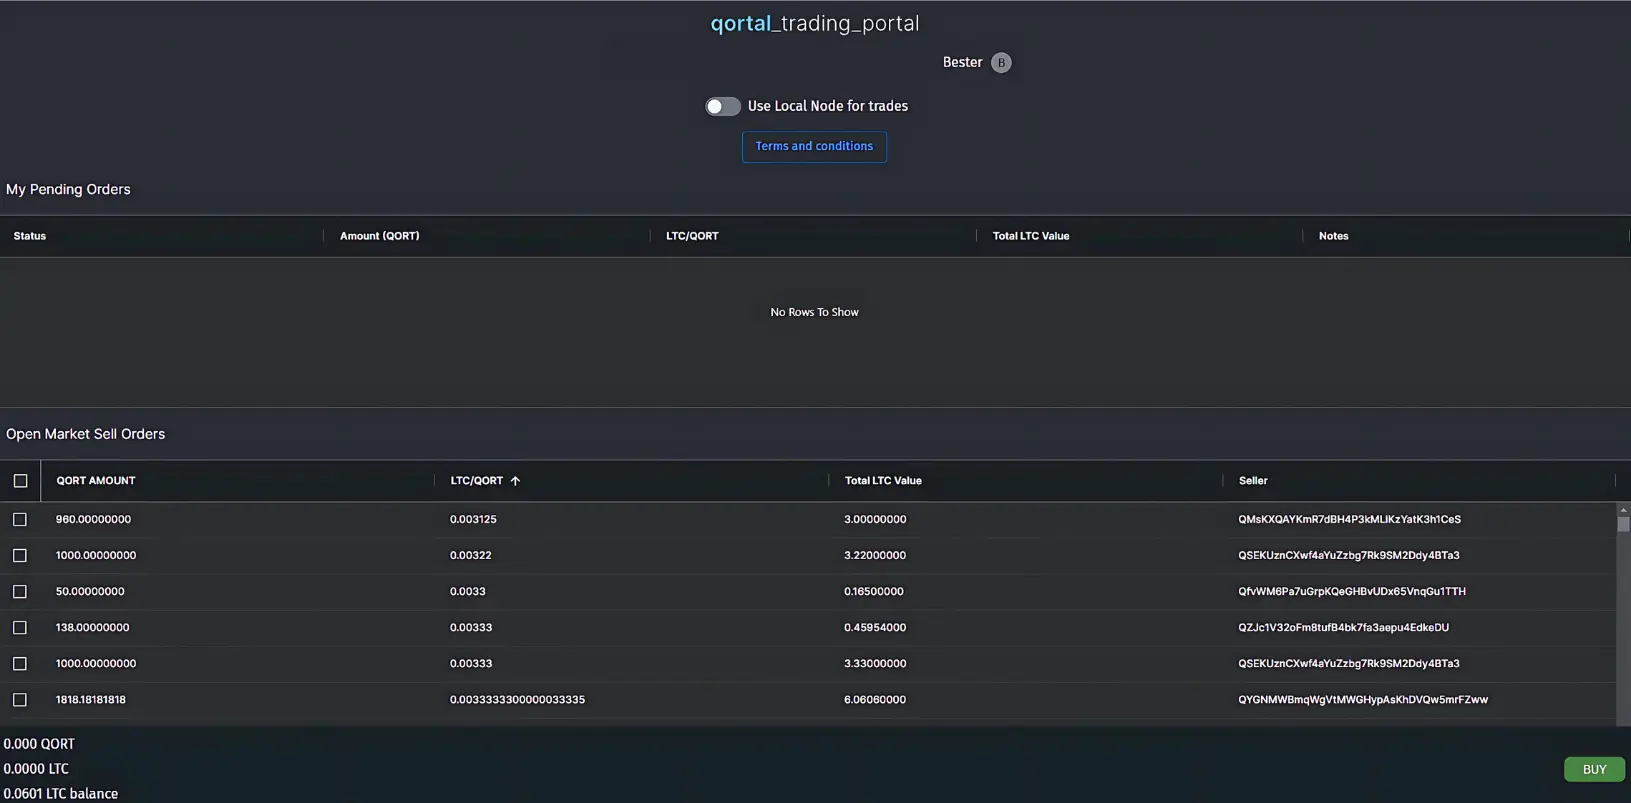 qortal_trading_portal
Bester B
Use Local Node for trades
Terms and conditions
My Pending Orders
Status Amount (QORT) LTC/QORT Total LTC Value Notes
No Rows To Show
Open Market Sell Orders
QORT AMOUNT LTC/QORT Total LTC Value Seller
960.00000000 0.003125 3.00000000 QMsKXQAYKmR7dBH4P3kMLiKzYatK3h1CeS
1000.00000000 0.00322 3.22000000 QSEKUznCXwf4aYuZzbg7Rk9SM2Ddy4BTa3
50.00000000 0.0033 0.16500000 QfvWM6Pa7uGrpKQeGHBvUDx65VnqGu1TTH
138.00000000 0.00333 0.45954000 QZJc1V32oFm8tufB4bk7fa3aepu4EdkeDU
1000.00000000 0.00333 3.33000000 QSEKUznCXwf4aYuZzbg7Rk9SM2Ddy4BTa3
1818.18181818 0.0033333300000033335 6.06060000 QYGNMWBmqWgVtMWGHypAsKhDVQw5mrFZww
0.000 QORT
0.0000 LTC
BUY
0.0601 LTC balance